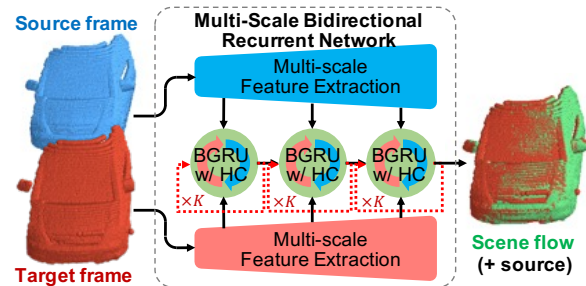 Source frame
Multi-Scale Bidirectional
Recurrent Network
Multi-scale
Feature Extraction
BGRU
w/ HC
BGRU
w/ HC
BGRU
w/ HC
×K
×K
×K
Multi-scale
Feature Extraction
Target frame
Scene flow
(+ source)